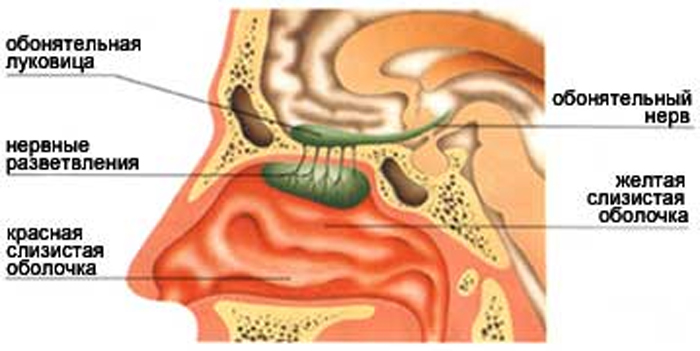 обонятельная
луковица
обонятельный
нерв
нервные
разветвления
желтая
слизистая
оболочка
красная
слизистая
оболочка